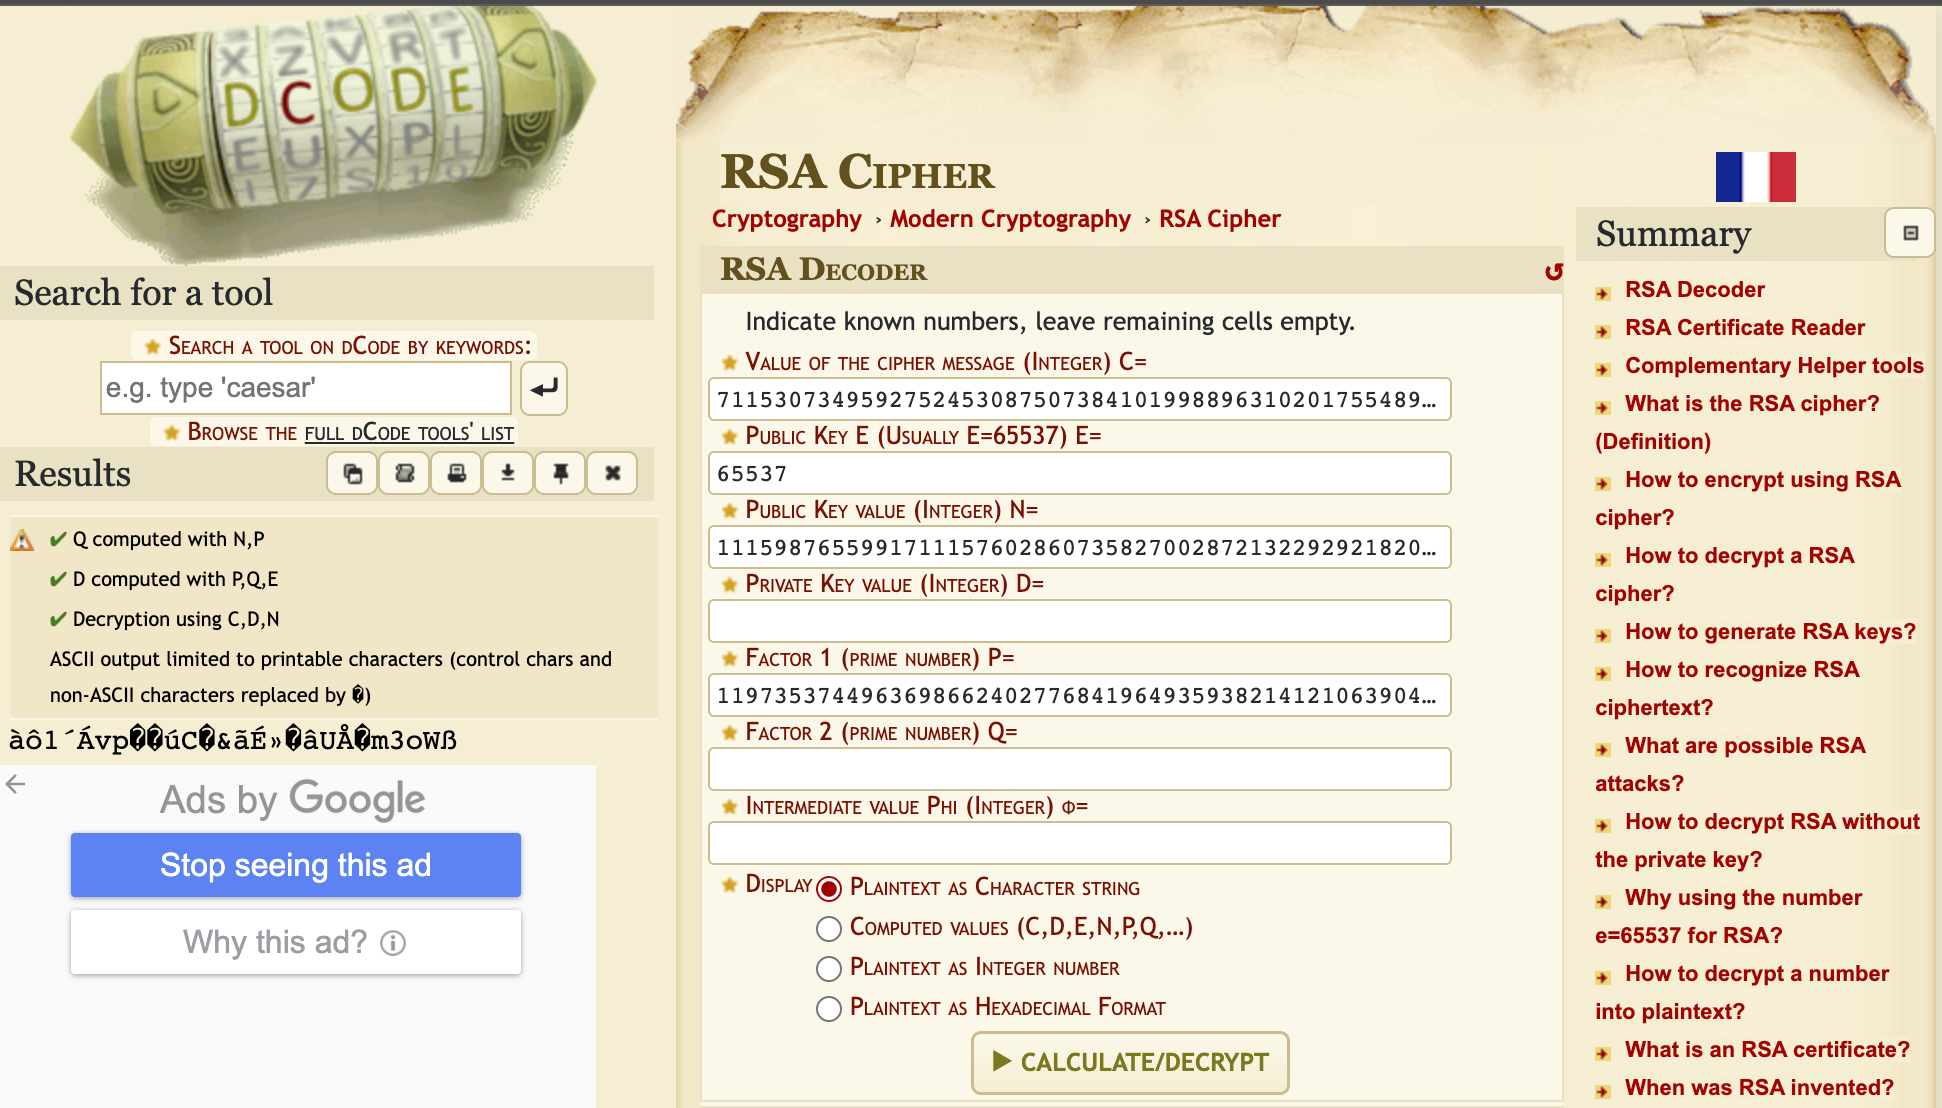 X Z V R T
D C O D E
E U X P L
I 7 S 1 0
Search for a tool
Search a tool on dCode by keywords:
e.g. type 'caesar'
Browse the full dCode tools' list
Results
Q computed with N,P
D computed with P,Q,E
Decryption using C,D,N
ASCII output limited to printable characters (control chars and
non-ASCII characters replaced by �)
àô1´Ávp��úC�&ãÉ»�âUÅ�m3oWß
Ads by Google
Stop seeing this ad
Why this ad?
RSA Cipher
Cryptography › Modern Cryptography › RSA Cipher
RSA Decoder
Indicate known numbers, leave remaining cells empty.
Value of the cipher message (Integer) C=
7115307349592752453087507384101998896310201755489…
Public Key E (Usually E=65537) E=
65537
Public Key value (Integer) N=
111598765599171115760286073582700287213229292182​0…
Private Key value (Integer) D=
Factor 1 (prime number) P=
119735374496369866240277684196493593821412106390​4…
Factor 2 (prime number) Q=
Intermediate value Phi (Integer) Φ=
Display Plaintext as Character string
Computed values (C,D,E,N,P,Q,...)
Plaintext as Integer number
Plaintext as Hexadecimal Format
▶ CALCULATE/DECRYPT
Summary
RSA Decoder
RSA Certificate Reader
Complementary Helper tools
What is the RSA cipher?
(Definition)
How to encrypt using RSA
cipher?
How to decrypt a RSA
cipher?
How to generate RSA keys?
How to recognize RSA
ciphertext?
What are possible RSA
attacks?
How to decrypt RSA without
the private key?
Why using the number
e=65537 for RSA?
How to decrypt a number
into plaintext?
What is an RSA certificate?
When was RSA invented?